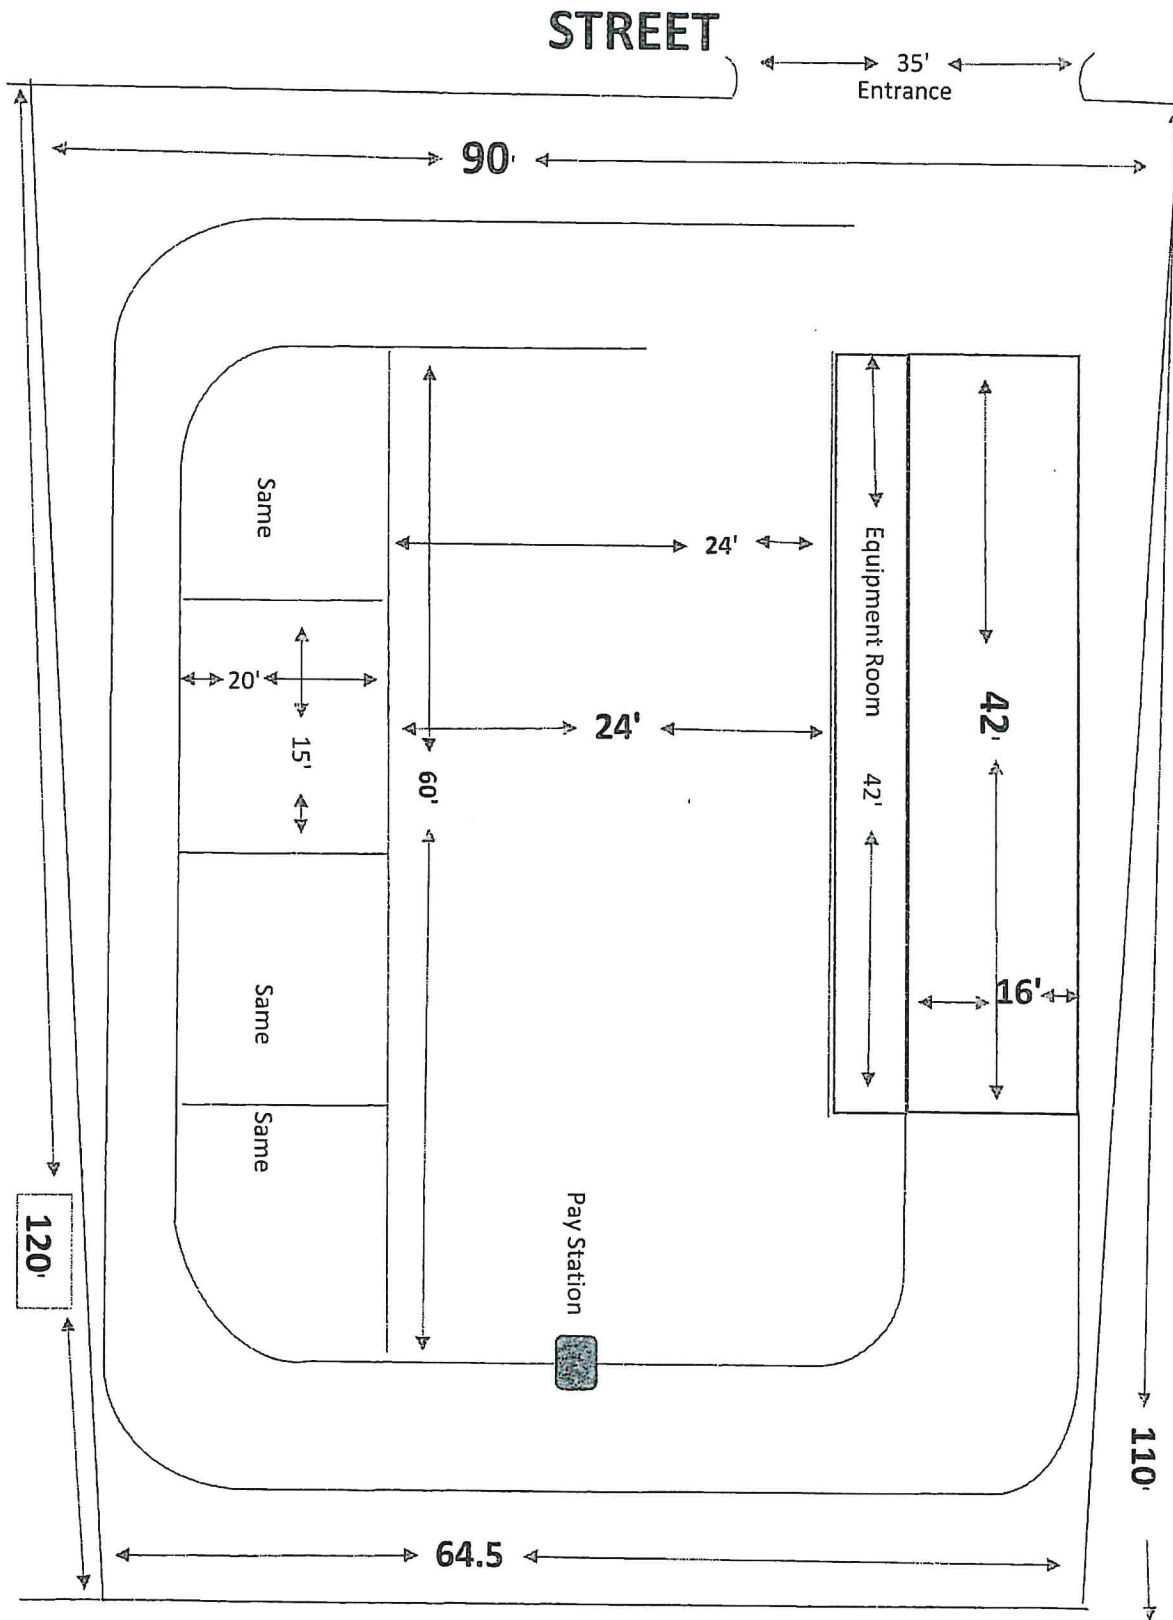 STREET
35'
Entrance
90'
Same
24'
Equipment Room 42'
42'
20'
15'
24'
60'
16'
Same
Same
Pay Station
120'
110'
64.5